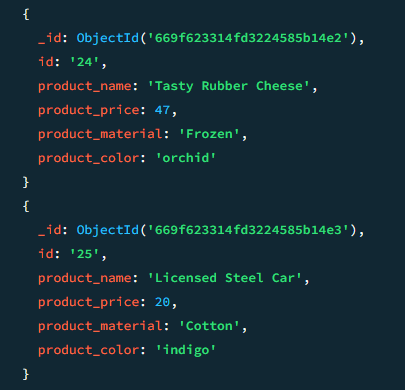 {
_id: ObjectId('669f623314fd3224585b14e2'),
id: '24',
product_name: 'Tasty Rubber Cheese',
product_price: 47,
product_material: 'Frozen',
product_color: 'orchid'
}
{
_id: ObjectId('669f623314fd3224585b14e3'),
id: '25',
product_name: 'Licensed Steel Car',
product_price: 20,
product_material: 'Cotton',
product_color: 'indigo'
}